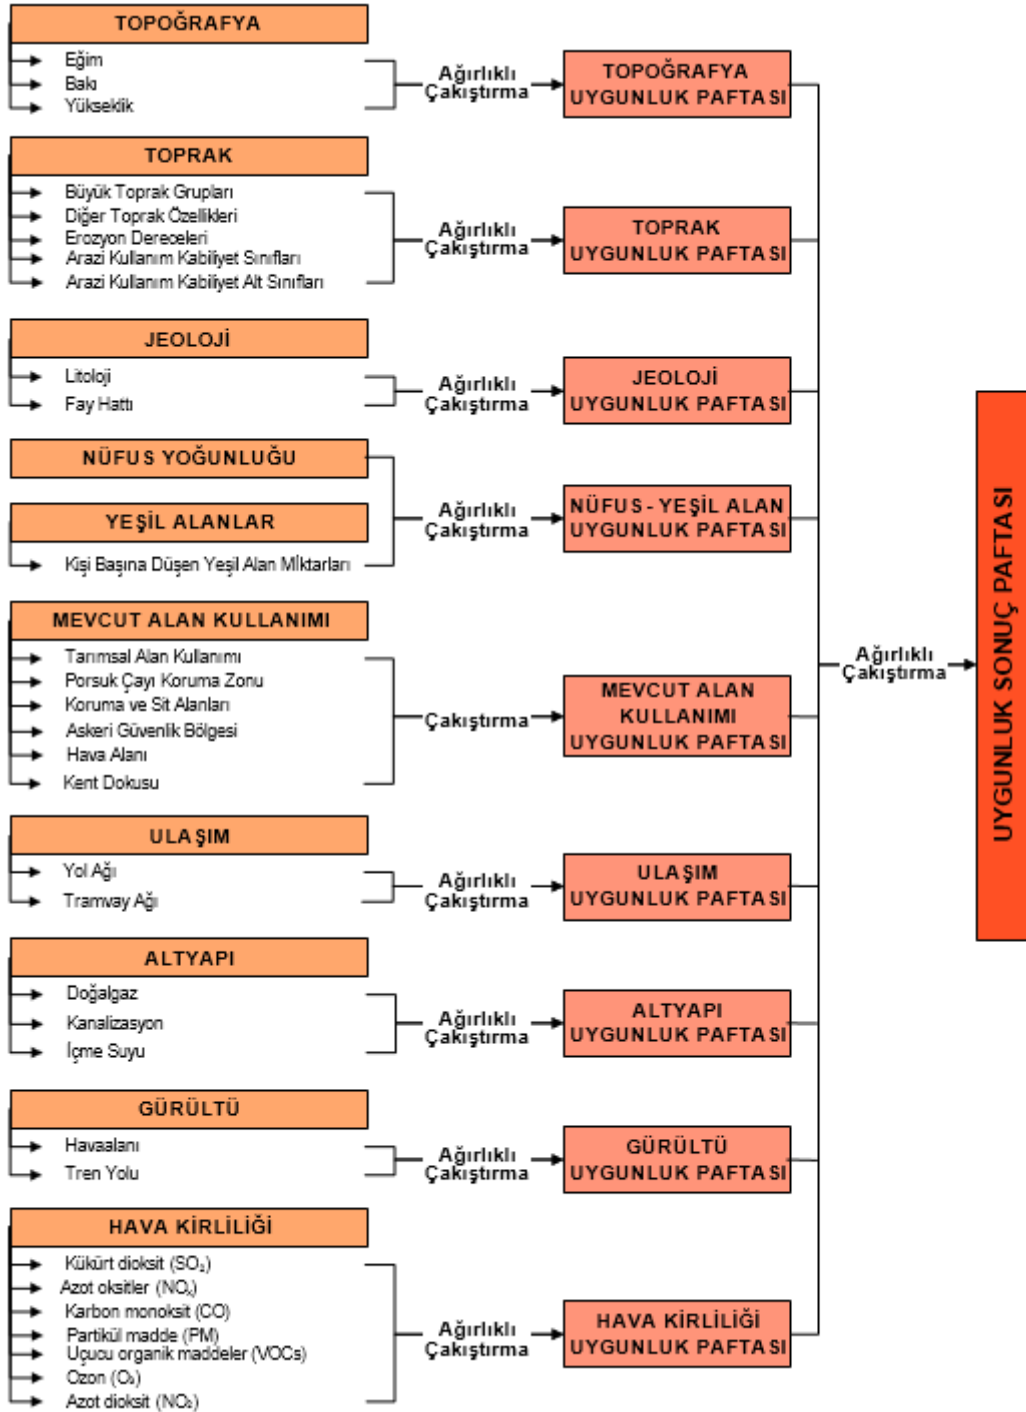 TOPOĞRAFYA
Eğim
Bakı
Yükseklik
Ağırlıklı
Çakıştırma
TOPOĞRAFYA
UYGUNLUK PAFTASI
TOPRAK
Büyük Toprak Grupları
Diğer Toprak Özellikleri
Erozyon Dereceleri
Arazi Kullanım Kabiliyet Sınıfları
Arazi Kullanım Kabiliyet Alt Sınıfları
Ağırlıklı
Çakıştırma
TOPRAK
UYGUNLUK PAFTASI
JEOLOJİ
Litoloji
Fay Hattı
Ağırlıklı
Çakıştırma
JEOLOJİ
UYGUNLUK PAFTASI
NÜFUS YOĞUNLUĞU
YEŞİL ALANLAR
Kişi Başına Düşen Yeşil Alan Mİktarları
Ağırlıklı
Çakıştırma
NÜFUS - YEŞİL ALAN
UYGUNLUK PAFTASI
MEVCUT ALAN KULLANIMI
Tarımsal Alan Kullanımı
Porsuk Çayı Koruma Zonu
Koruma ve Sit Alanları
Askeri Güvenlik Bölgesi
Hava Alanı
Kent Dokusu
Çakıştırma
MEVCUT ALAN
KULLANIMI
UYGUNLUK PAFTASI
ULAŞIM
Yol Ağı
Tramvay Ağı
Ağırlıklı
Çakıştırma
ULAŞIM
UYGUNLUK PAFTASI
ALTYAPI
Doğalgaz
Kanalizasyon
İçme Suyu
Ağırlıklı
Çakıştırma
ALTYAPI
UYGUNLUK PAFTASI
GÜRÜLTÜ
Havaalanı
Tren Yolu
Ağırlıklı
Çakıştırma
GÜRÜLTÜ
UYGUNLUK PAFTASI
HAVA KİRLİLİĞİ
Kükürt dioksit (SO₂)
Azot oksitler (NOₓ)
Karbon monoksit (CO)
Partikül madde (PM)
Uçucu organik maddeler (VOCs)
Ozon (O₃)
Azot dioksit (NO₂)
Ağırlıklı
Çakıştırma
HAVA KİRLİLİĞİ
UYGUNLUK PAFTASI
Ağırlıklı
Çakıştırma
UYGUNLUK SONUÇ PAFTASI